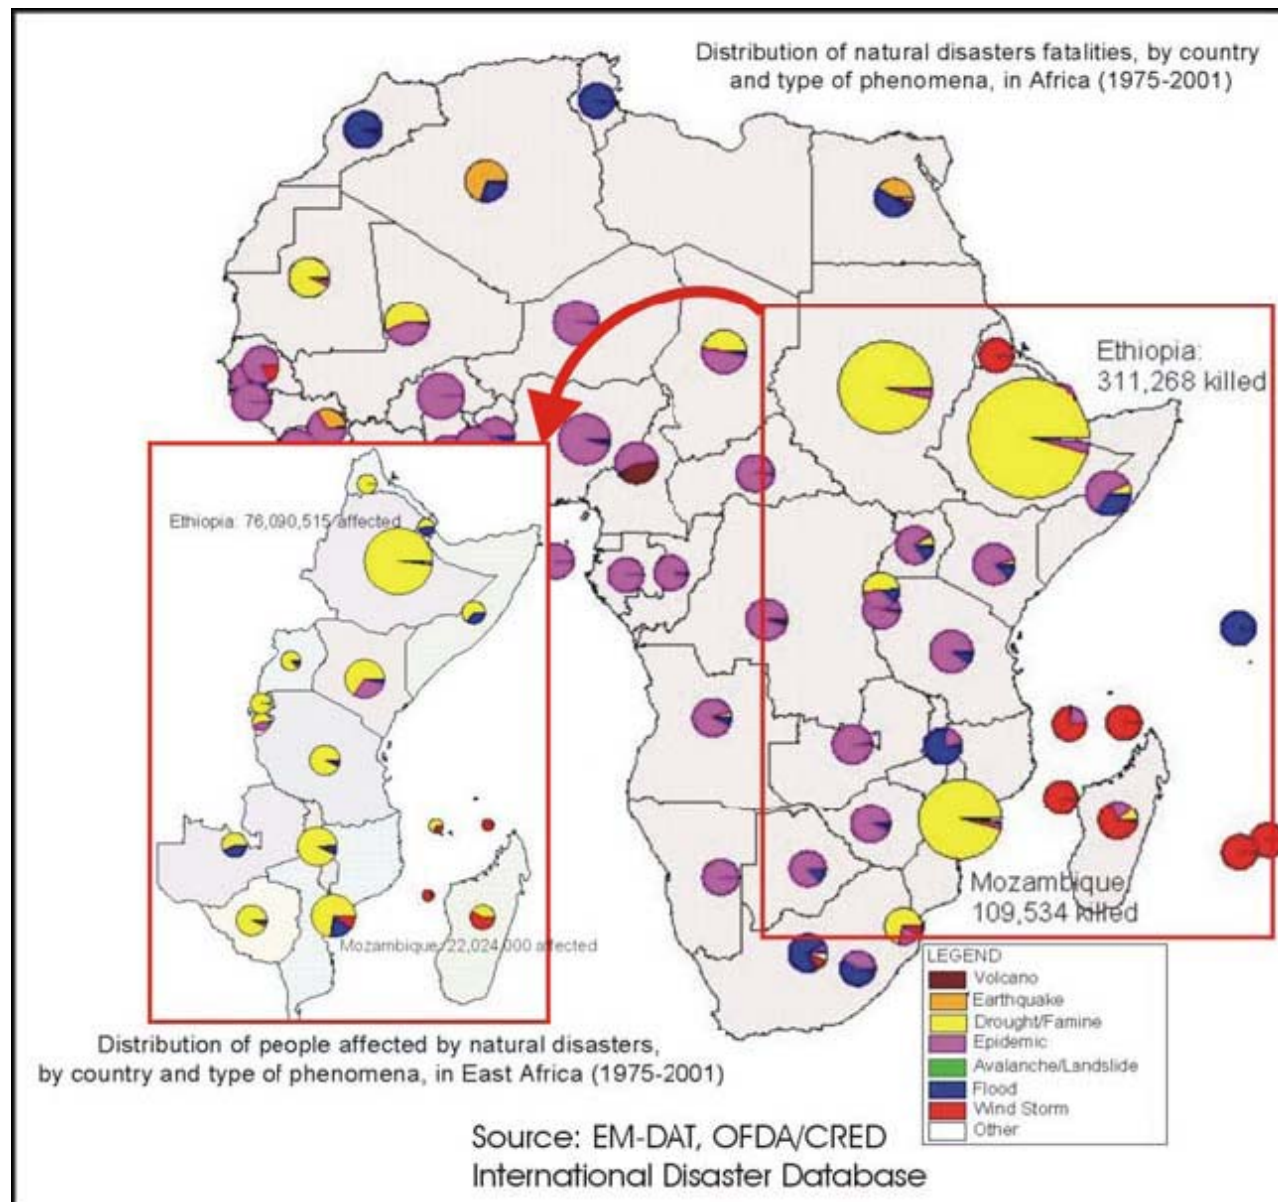 Distribution of natural disasters fatalities, by country
and type of phenomena, in Africa (1975-2001)
Ethiopia:
311,268 killed
Ethiopia: 76,090,515 affected
Mozambique:
109,534 killed
Mozambique: 22,024,000 affected
LEGEND
Volcano
Earthquake
Drought/Famine
Epidemic
Avalanche/Landslide
Flood
Wind Storm
Other
Distribution of people affected by natural disasters,
by country and type of phenomena, in East Africa (1975-2001)
Source: EM-DAT, OFDA/CRED
International Disaster Database